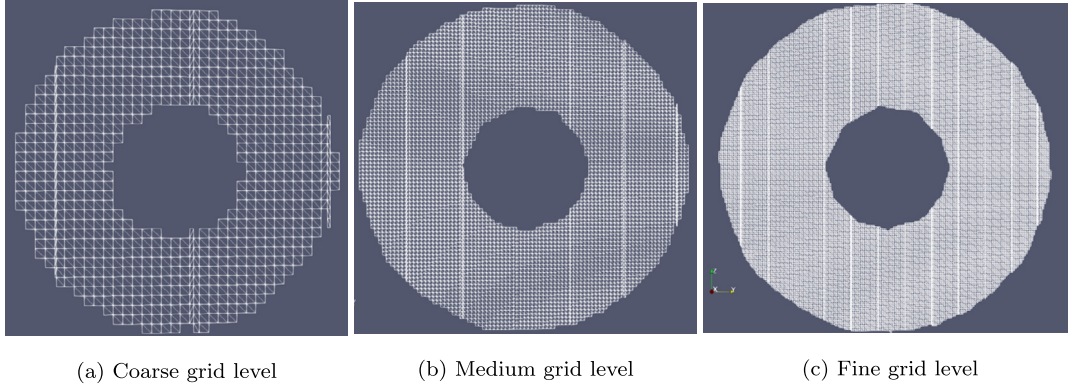 (a) Coarse grid level
(b) Medium grid level
(c) Fine grid level